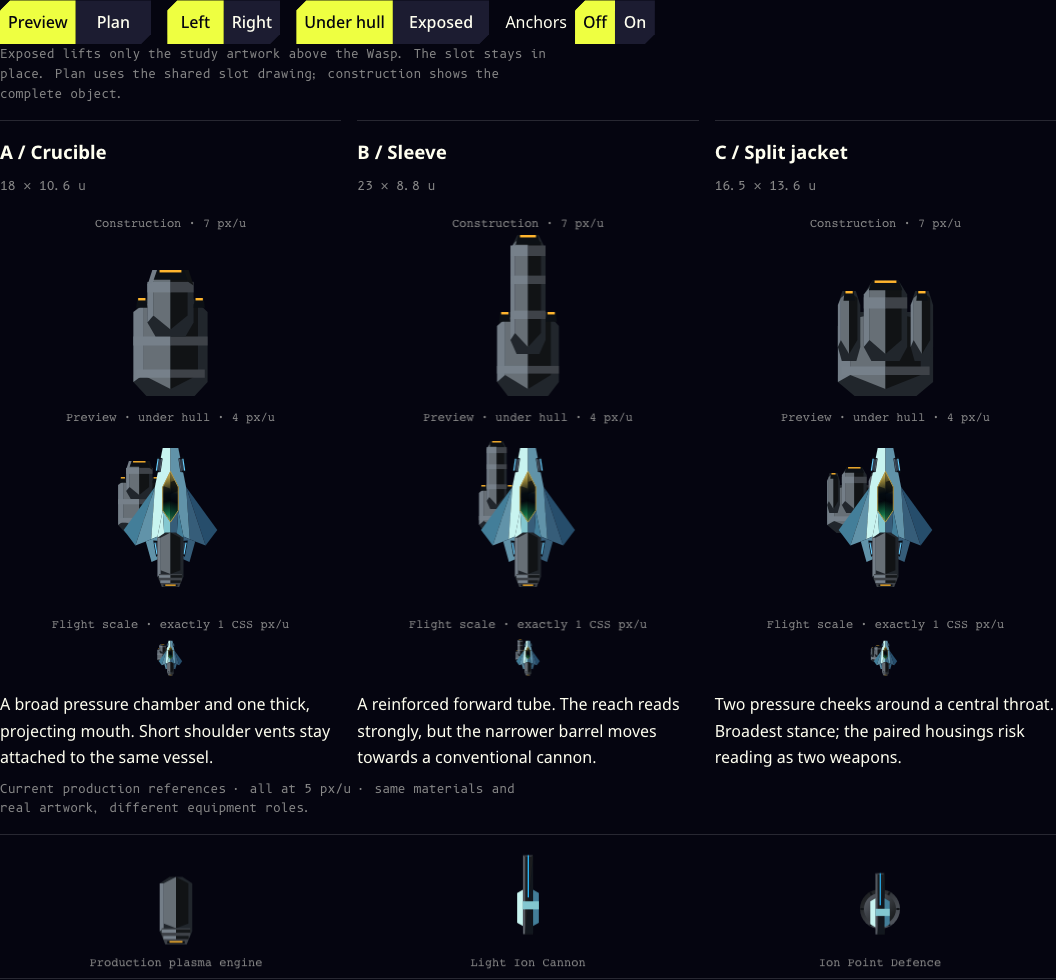 Preview Plan Left Right Under hull Exposed Anchors Off On
Exposed lifts only the study artwork above the Wasp. The slot stays in
place. Plan uses the shared slot drawing; construction shows the
complete object.
A / Crucible
18 × 10.6 u
Construction · 7 px/u
Preview · under hull · 4 px/u
Flight scale · exactly 1 CSS px/u
A broad pressure chamber and one thick,
projecting mouth. Short shoulder vents stay
attached to the same vessel.
B / Sleeve
23 × 8.8 u
Construction · 7 px/u
Preview · under hull · 4 px/u
Flight scale · exactly 1 CSS px/u
A reinforced forward tube. The reach reads
strongly, but the narrower barrel moves
towards a conventional cannon.
C / Split jacket
16.5 × 13.6 u
Construction · 7 px/u
Preview · under hull · 4 px/u
Flight scale · exactly 1 CSS px/u
Two pressure cheeks around a central throat.
Broadest stance; the paired housings risk
reading as two weapons.
Current production references · all at 5 px/u · same materials and
real artwork, different equipment roles.
Production plasma engine
Light Ion Cannon
Ion Point Defence